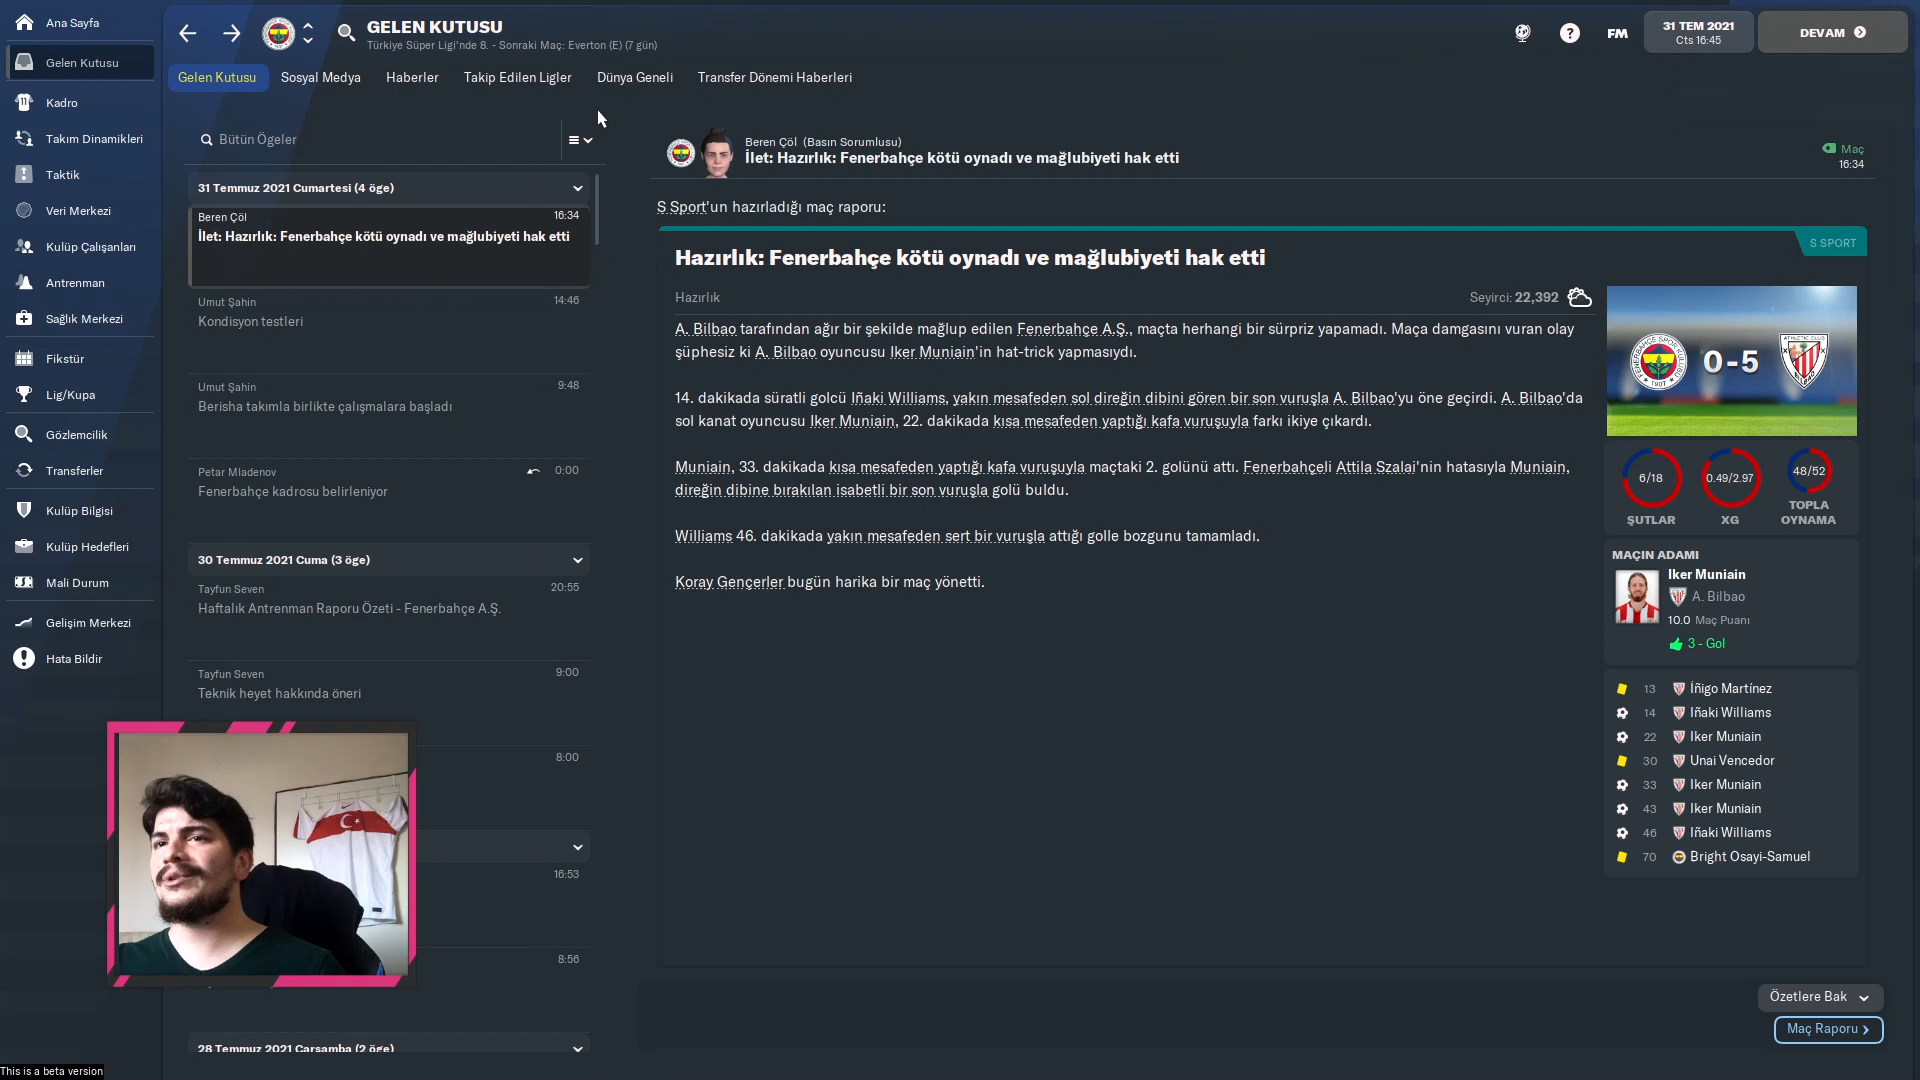 Ana Sayfa
Gelen Kutusu
Kadro
Takım Dinamikleri
Taktik
Veri Merkezi
Kulüp Çalışanları
Antrenman
Sağlık Merkezi
Fikstür
Lig/Kupa
Gözlemcilik
Transferler
Kulüp Bilgisi
Kulüp Hedefleri
Mali Durum
Gelişim Merkezi
Hata Bildir
This is a beta version
GELEN KUTUSU
Türkiye Süper Ligi'nde 8. - Sonraki Maç: Everton (E) (7 gün)
FM
31 TEM 2021
Cts 16:45
DEVAM
Gelen Kutusu Sosyal Medya Haberler Takip Edilen Ligler Dünya Geneli Transfer Dönemi Haberleri
Bütün Ögeler
31 Temmuz 2021 Cumartesi (4 öge)
Beren Çöl 16:34
İlet: Hazırlık: Fenerbahçe kötü oynadı ve mağlubiyeti hak etti
Umut Şahin 14:46
Kondisyon testleri
Umut Şahin 9:48
Berisha takımla birlikte çalışmalara başladı
Petar Mladenov 0:00
Fenerbahçe kadrosu belirleniyor
30 Temmuz 2021 Cuma (3 öge)
Tayfun Seven 20:55
Haftalık Antrenman Raporu Özeti - Fenerbahçe A.Ş.
Tayfun Seven 9:00
Teknik heyet hakkında öneri
8:00
16:53
8:56
28 Temmuz 2021 Çarşamba (2 öge)
Beren Çöl (Basın Sorumlusu)
İlet: Hazırlık: Fenerbahçe kötü oynadı ve mağlubiyeti hak etti
Maç
16:34
S Sport'un hazırladığı maç raporu:
S SPORT
Hazırlık: Fenerbahçe kötü oynadı ve mağlubiyeti hak etti
Hazırlık Seyirci: 22,392
A. Bilbao tarafından ağır bir şekilde mağlup edilen Fenerbahçe A.Ş., maçta herhangi bir sürpriz yapamadı. Maça damgasını vuran olay
şüphesiz ki A. Bilbao oyuncusu Iker Muniain'in hat-trick yapmasıydı.
14. dakikada süratli golcü Iñaki Williams, yakın mesafeden sol direğin dibini gören bir son vuruşla A. Bilbao'yu öne geçirdi. A. Bilbao'da
sol kanat oyuncusu Iker Muniain, 22. dakikada kısa mesafeden yaptığı kafa vuruşuyla farkı ikiye çıkardı.
Muniain, 33. dakikada kısa mesafeden yaptığı kafa vuruşuyla maçtaki 2. golünü attı. Fenerbahçeli Attila Szalai'nin hatasıyla Muniain,
direğin dibine bırakılan isabetli bir son vuruşla golü buldu.
Williams 46. dakikada yakın mesafeden sert bir vuruşla attığı golle bozgunu tamamladı.
Koray Gençerler bugün harika bir maç yönetti.
0-5
6/18
ŞUTLAR
0.49/2.97
XG
48/52
TOPLA
OYNAMA
MAÇIN ADAMI
Iker Muniain
A. Bilbao
10.0 Maç Puanı
3 - Gol
13 Íñigo Martínez
14 Iñaki Williams
22 Iker Muniain
30 Unai Vencedor
33 Iker Muniain
43 Iker Muniain
46 Iñaki Williams
70 Bright Osayi-Samuel
Özetlere Bak
Maç Raporu